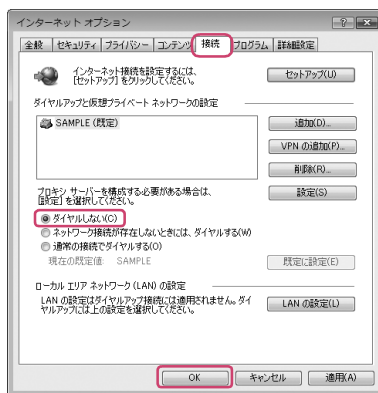 インターネット オプション
全般 セキュリティ プライバシー コンテンツ 接続 プログラム 詳細設定
インターネット接続を設定するには、
[セットアップ] をクリックしてください。
セットアップ(U)
ダイヤルアップと仮想プライベート ネットワークの設定
SAMPLE (既定)
追加(D)...
VPN の追加(P)...
削除(R)...
プロキシ サーバーを構成する必要がある場合は、
[設定] を選択してください。
設定(S)
ダイヤルしない(C)
ネットワーク接続が存在しないときには、ダイヤルする(W)
通常の接続でダイヤルする(O)
現在の既定値: SAMPLE
既定に設定(E)
ローカル エリア ネットワーク (LAN) の設定
LAN の設定はダイヤルアップ接続には適用されません。ダイ
ヤルアップには上の設定を選択してください。
LAN の設定(L)
OK キャンセル 適用(A)